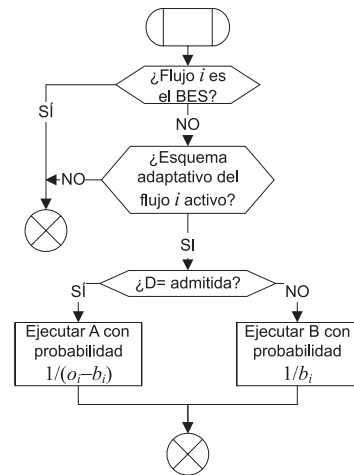 ¿Flujo i es
el BES?
SÍ
NO
¿Esquema
adaptativo del
flujo i activo?
NO
SI
¿D= admitida?
SÍ
NO
Ejecutar A con
probabilidad
1/(oᵢ–bᵢ)
Ejecutar B con
probabilidad
1/bᵢ